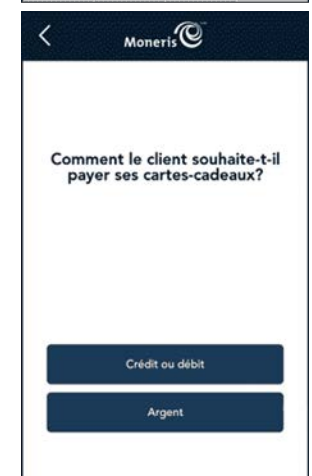 Moneris
Comment le client souhaite-t-il
payer ses cartes-cadeaux?
Crédit ou débit
Argent